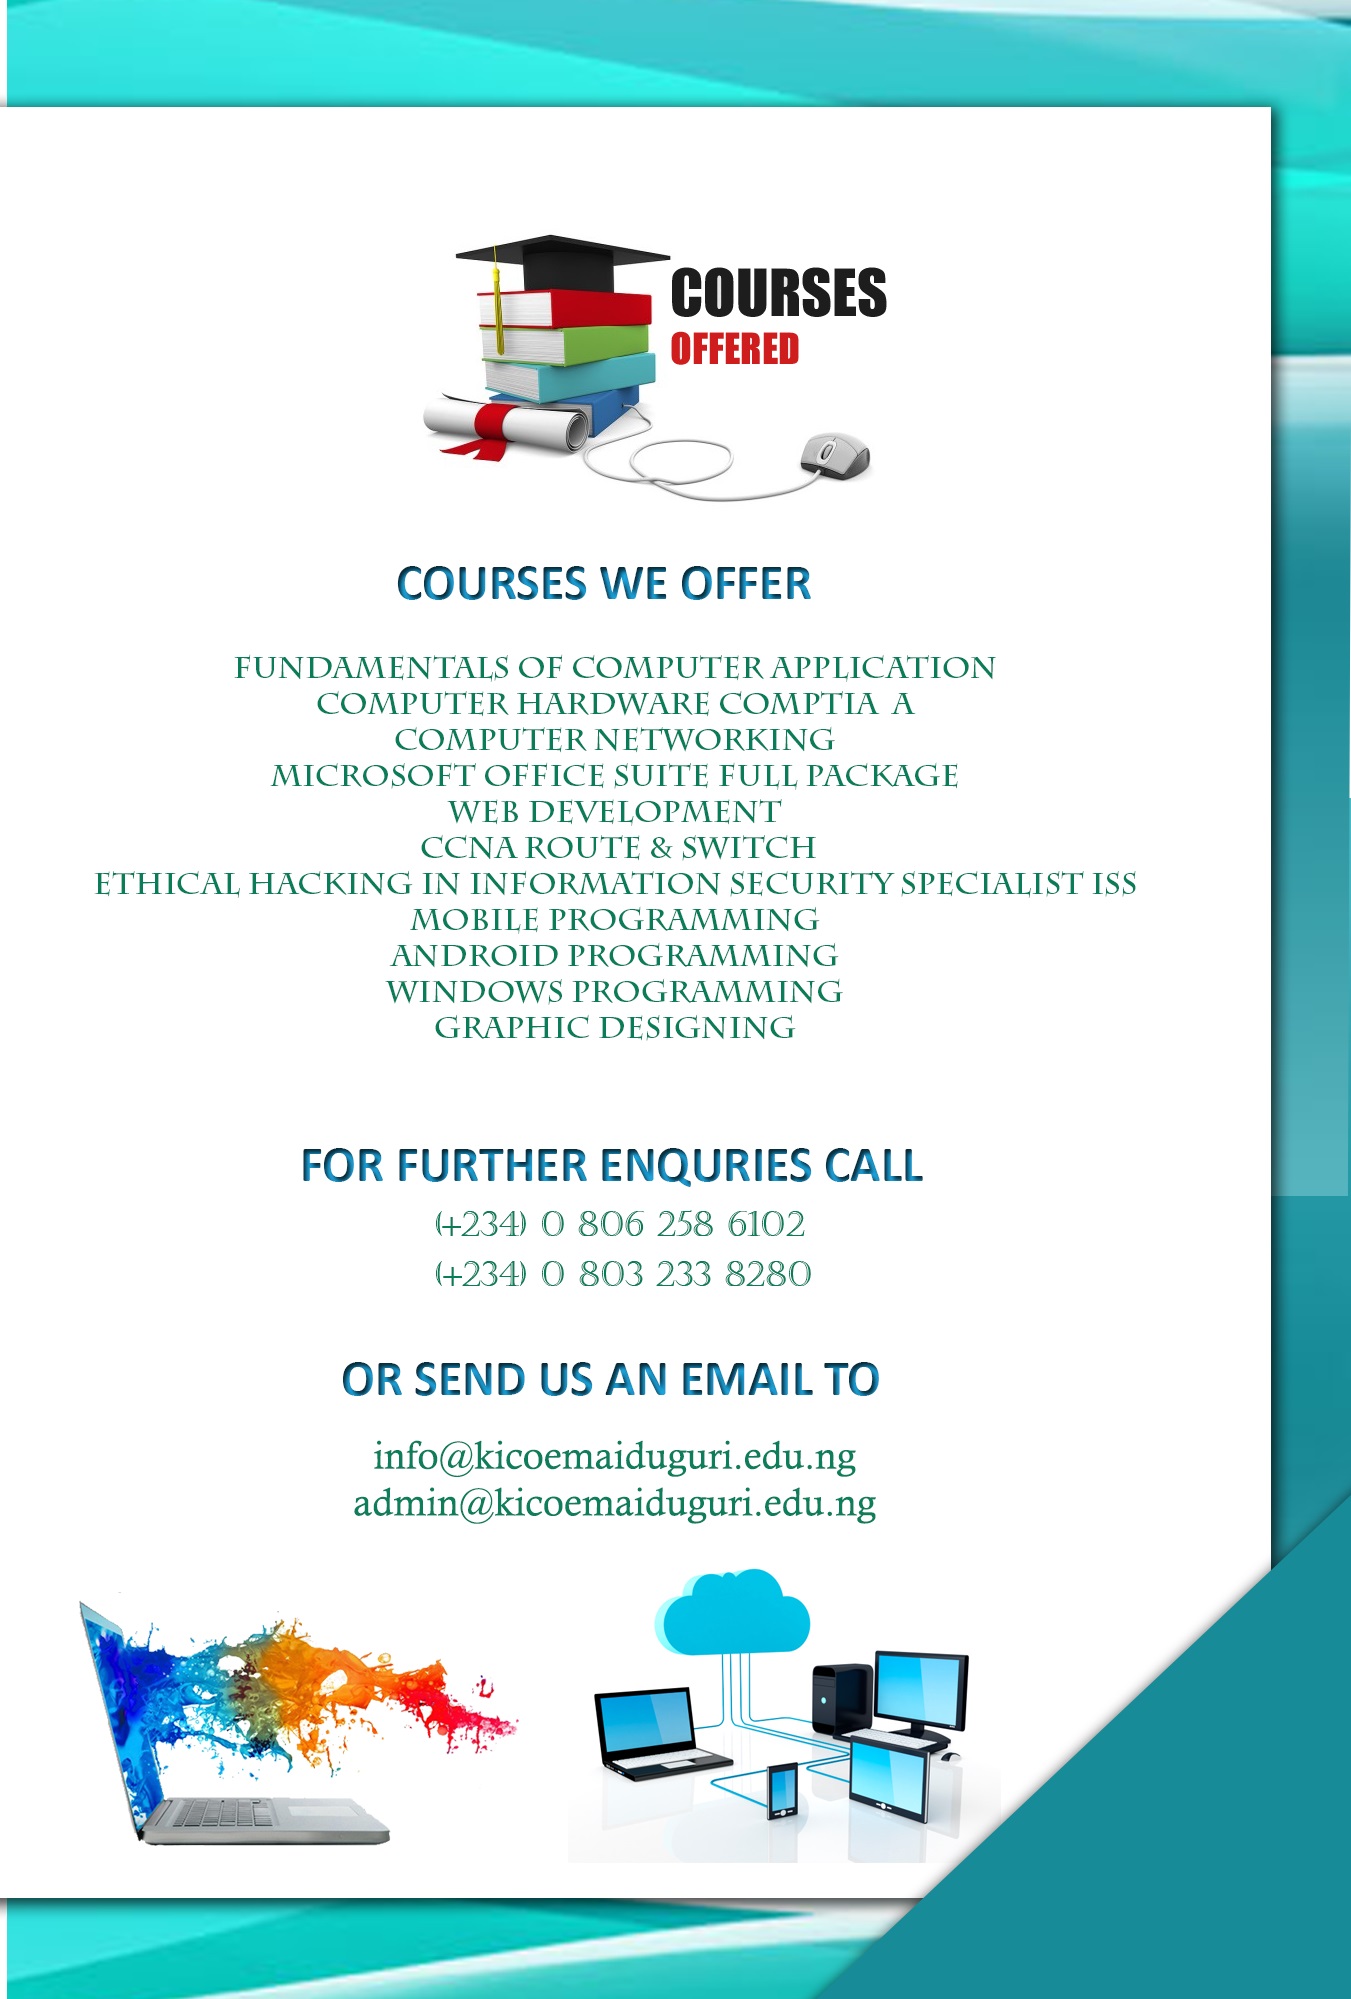 COURSES
OFFERED
COURSES WE OFFER
FUNDAMENTALS OF COMPUTER APPLICATION
COMPUTER HARDWARE COMPTIA A
COMPUTER NETWORKING
MICROSOFT OFFICE SUITE FULL PACKAGE
WEB DEVELOPMENT
CCNA ROUTE & SWITCH
ETHICAL HACKING IN INFORMATION SECURITY SPECIALIST ISS
MOBILE PROGRAMMING
ANDROID PROGRAMMING
WINDOWS PROGRAMMING
GRAPHIC DESIGNING
FOR FURTHER ENQURIES CALL
(+234) 0 806 258 6102
(+234) 0 803 233 8280
OR SEND US AN EMAIL TO
info@kicoemaiduguri.edu.ng
admin@kicoemaiduguri.edu.ng